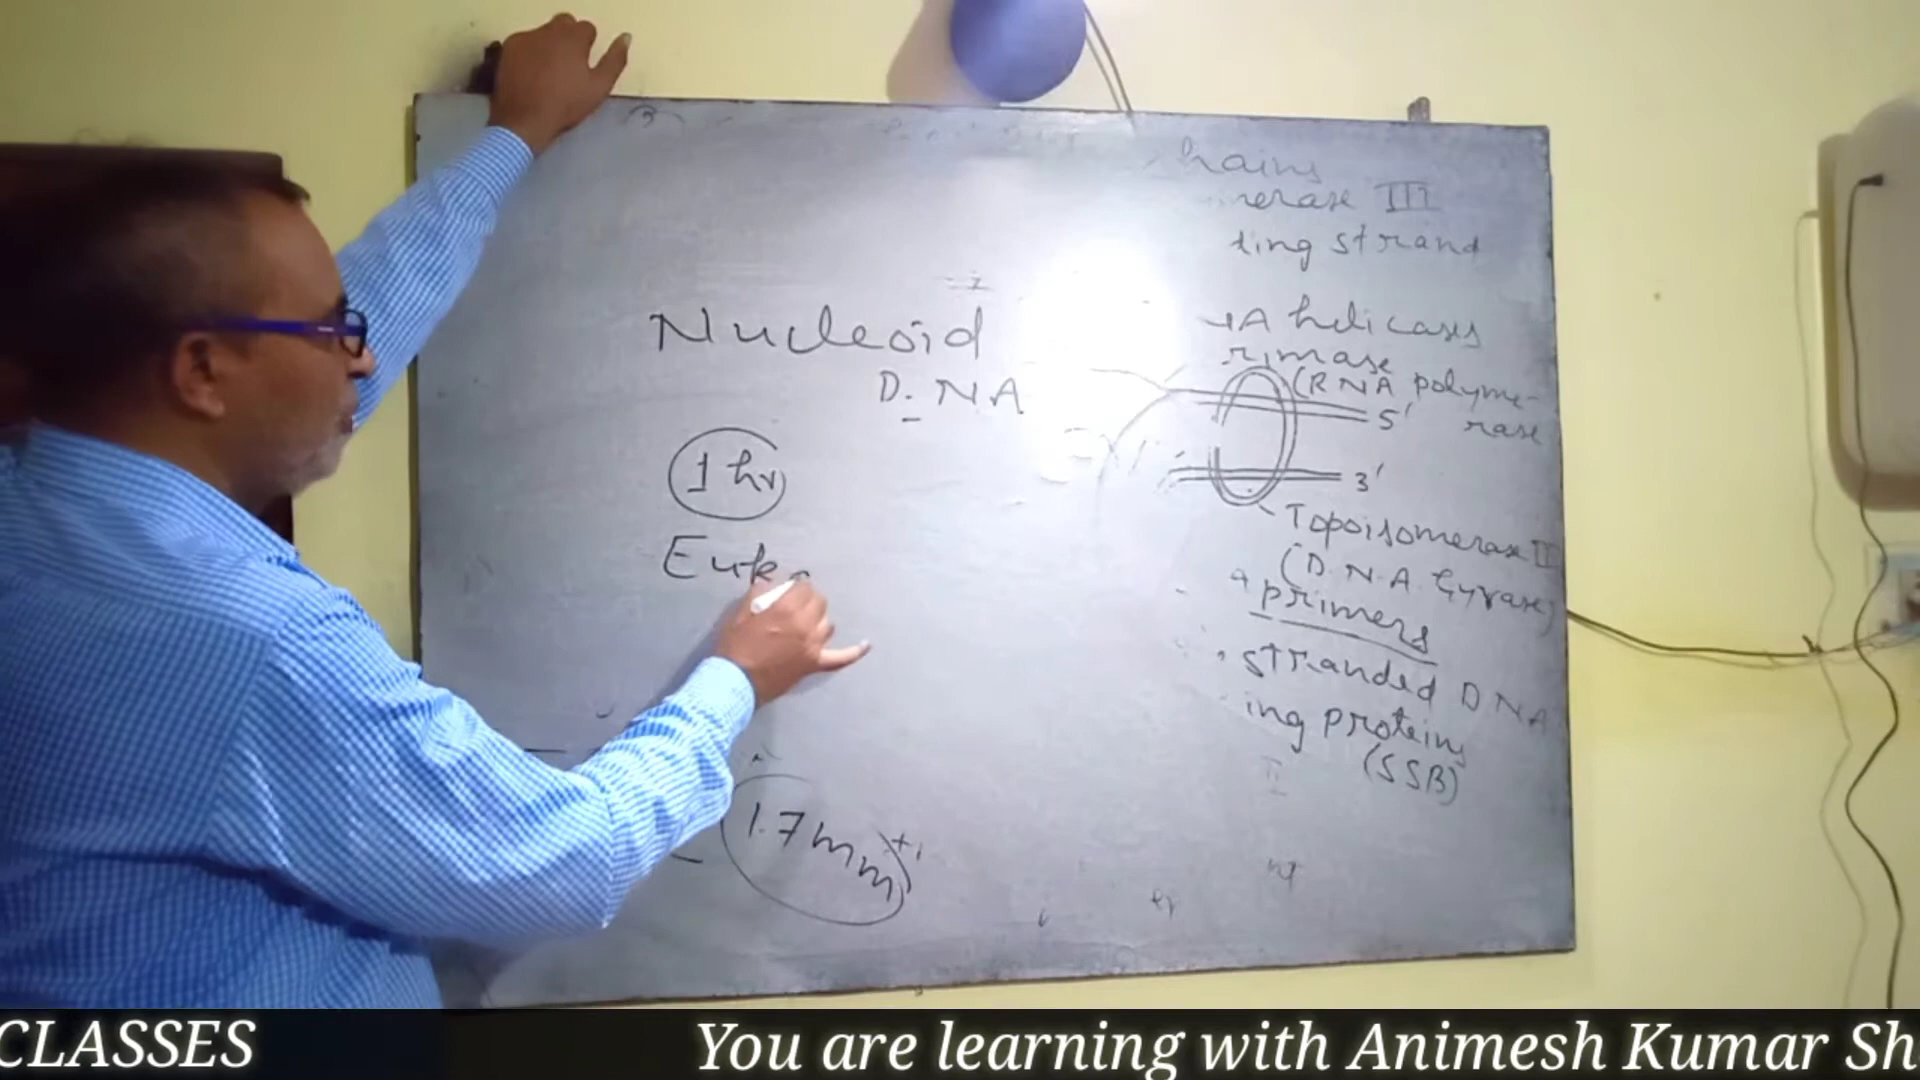 hains
erase III
ting strand
Nucleoid
D.NA
1 hr
Euk
1.7mm
A helicases
rimase
(RNA polyme-
rase
5'
3'
Topoisomerase II
(D.N.A. Gyrase)
primers
stranded DNA
ing proteins
(SSB)
CLASSES
You are learning with Animesh Kumar Sh